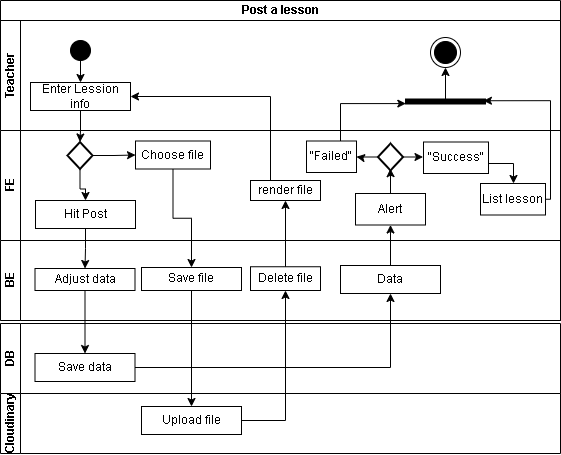 Post a lesson
Teacher
Enter Lession
info
FE
Choose file
"Failed"
"Success"
render file
List lesson
Hit Post
Alert
BE
Adjust data
Save file
Delete file
Data
DB
Save data
Cloudinary
Upload file